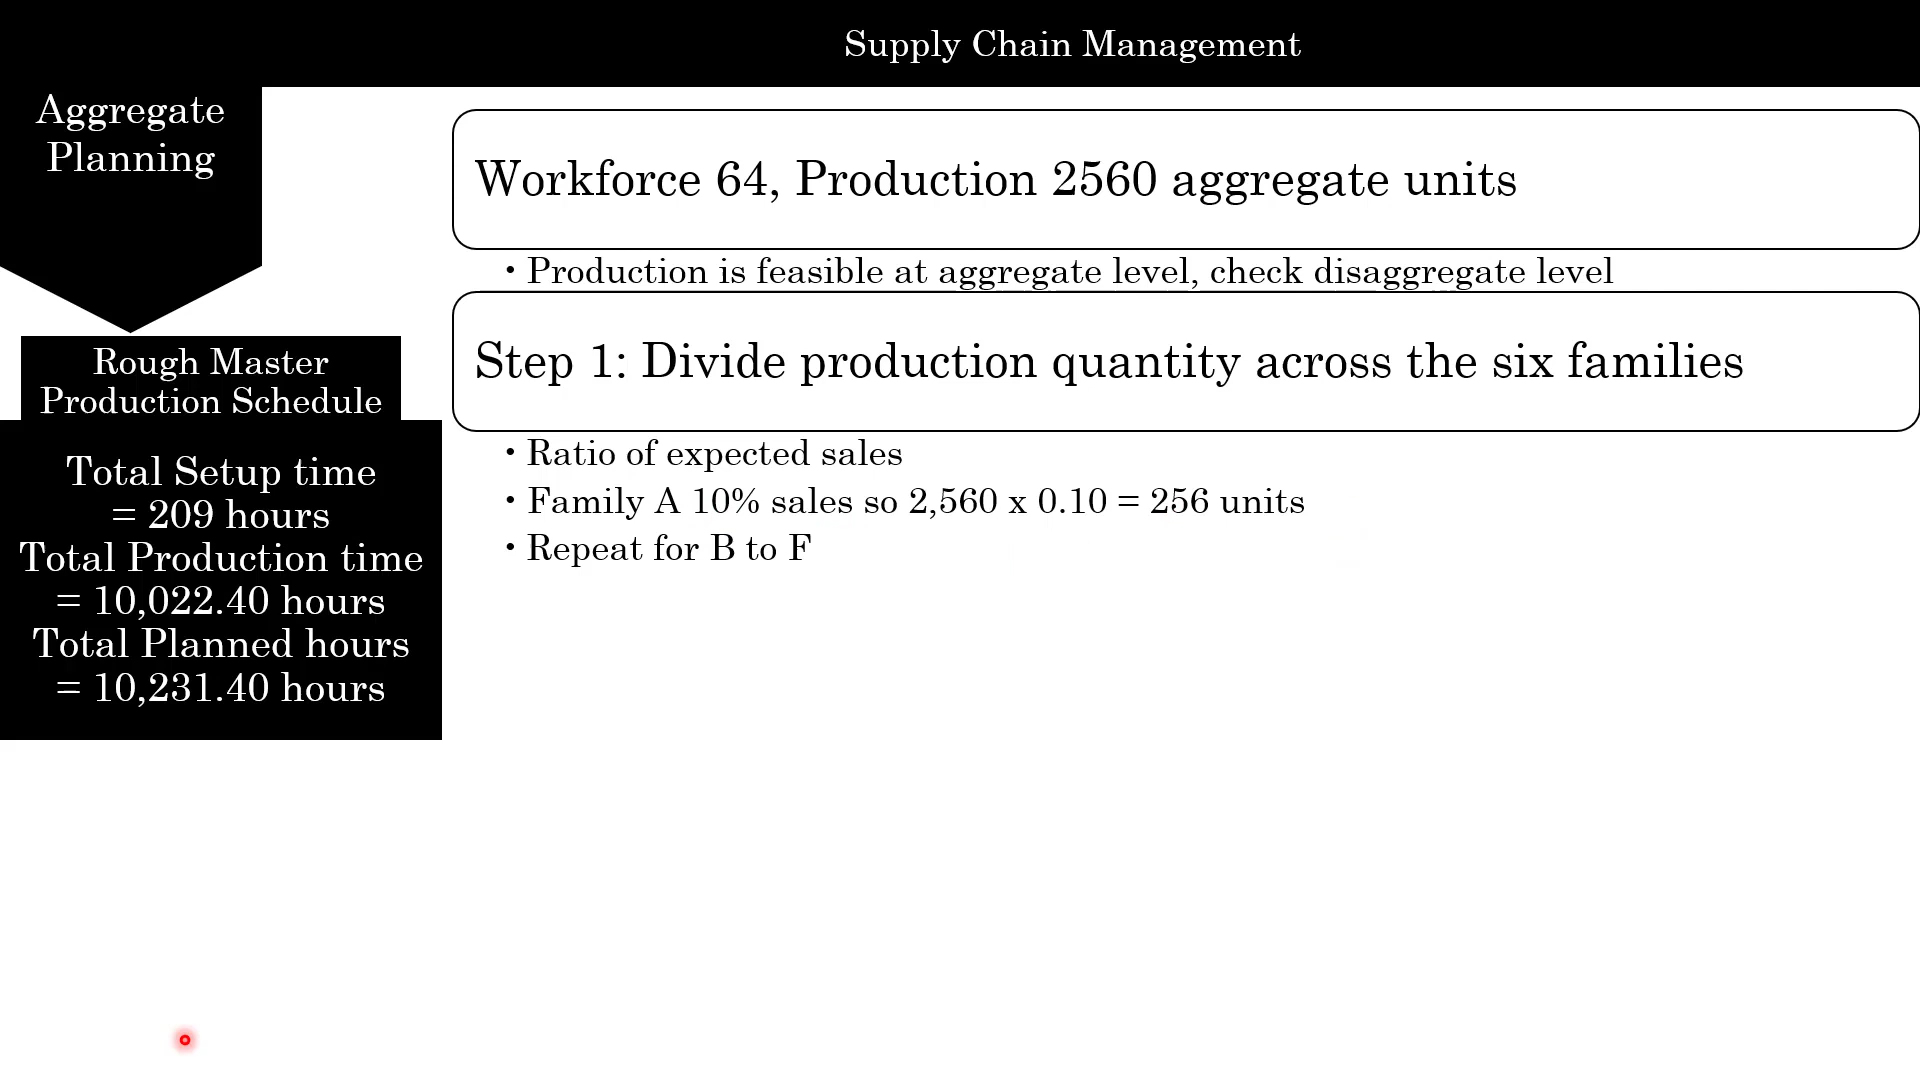 Supply Chain Management
Aggregate
Planning
Workforce 64, Production 2560 aggregate units
• Production is feasible at aggregate level, check disaggregate level
Rough Master
Production Schedule
Step 1: Divide production quantity across the six families
• Ratio of expected sales
• Family A 10% sales so 2,560 x 0.10 = 256 units
• Repeat for B to F
Total Setup time
= 209 hours
Total Production time
= 10,022.40 hours
Total Planned hours
= 10,231.40 hours